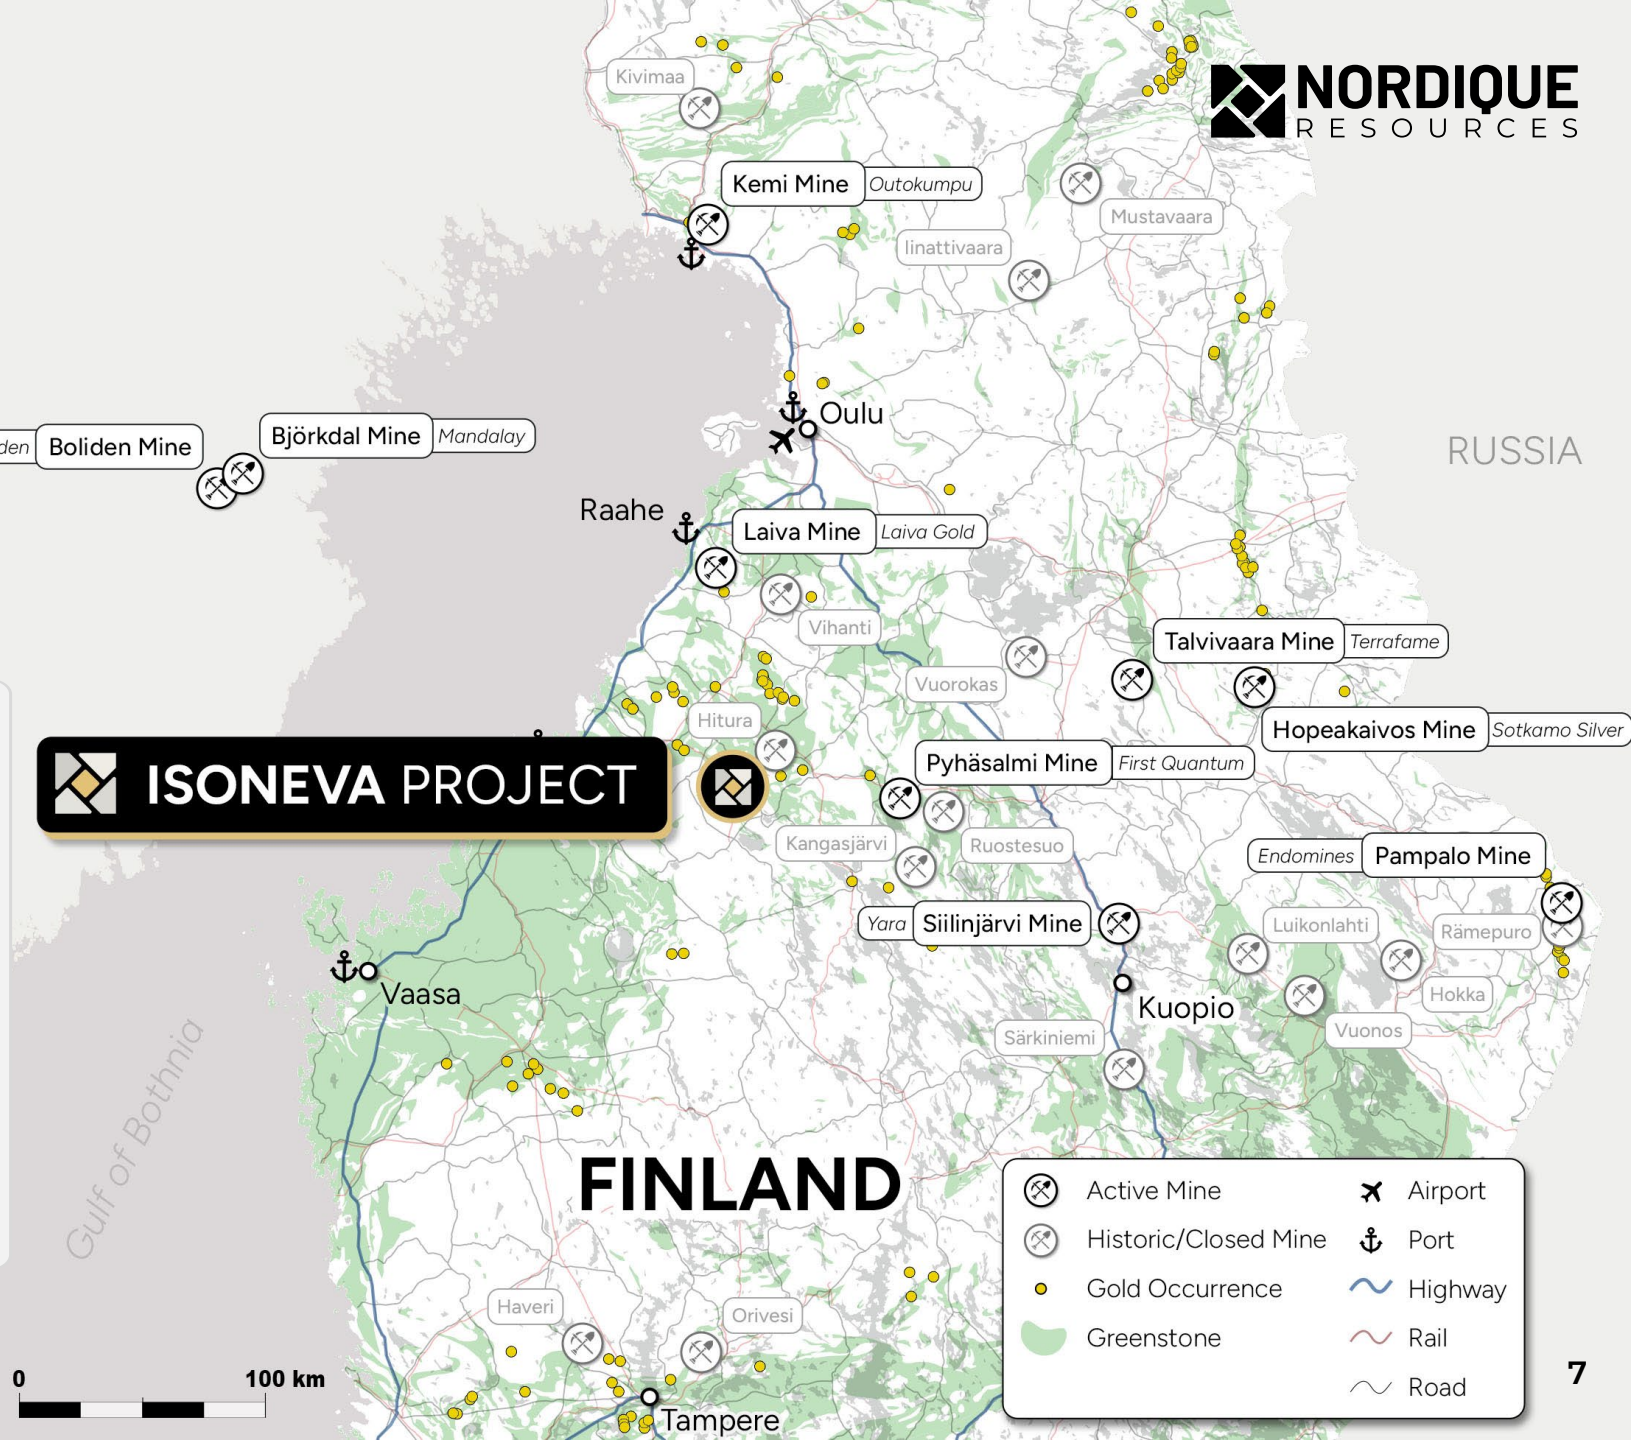 Kivimaa
NORDIQUE
RESOURCES
Kemi Mine Outokumpu
Mustavaara
Iinattivaara
Oulu
Björkdal Mine Mandalay
den Boliden Mine
RUSSIA
Raahe
Laiva Mine Laiva Gold
Vihanti
Talvivaara Mine Terrafame
Vuorokas
Hitura
Hopeakaivos Mine Sotkamo Silver
Pyhäsalmi Mine First Quantum
ISONEVA PROJECT
Kangasjärvi
Ruostesuo
Endomines Pampalo Mine
Yara Siilinjärvi Mine
Luikonlahti
Rämepuro
Vaasa
Hokka
Kuopio
Vuonos
Särkiniemi
Gulf of Bothnia
FINLAND
Active Mine
Airport
Historic/Closed Mine
Port
Gold Occurrence
Highway
Greenstone
Rail
Road
Haveri
Orivesi
0 100 km
7
Tampere